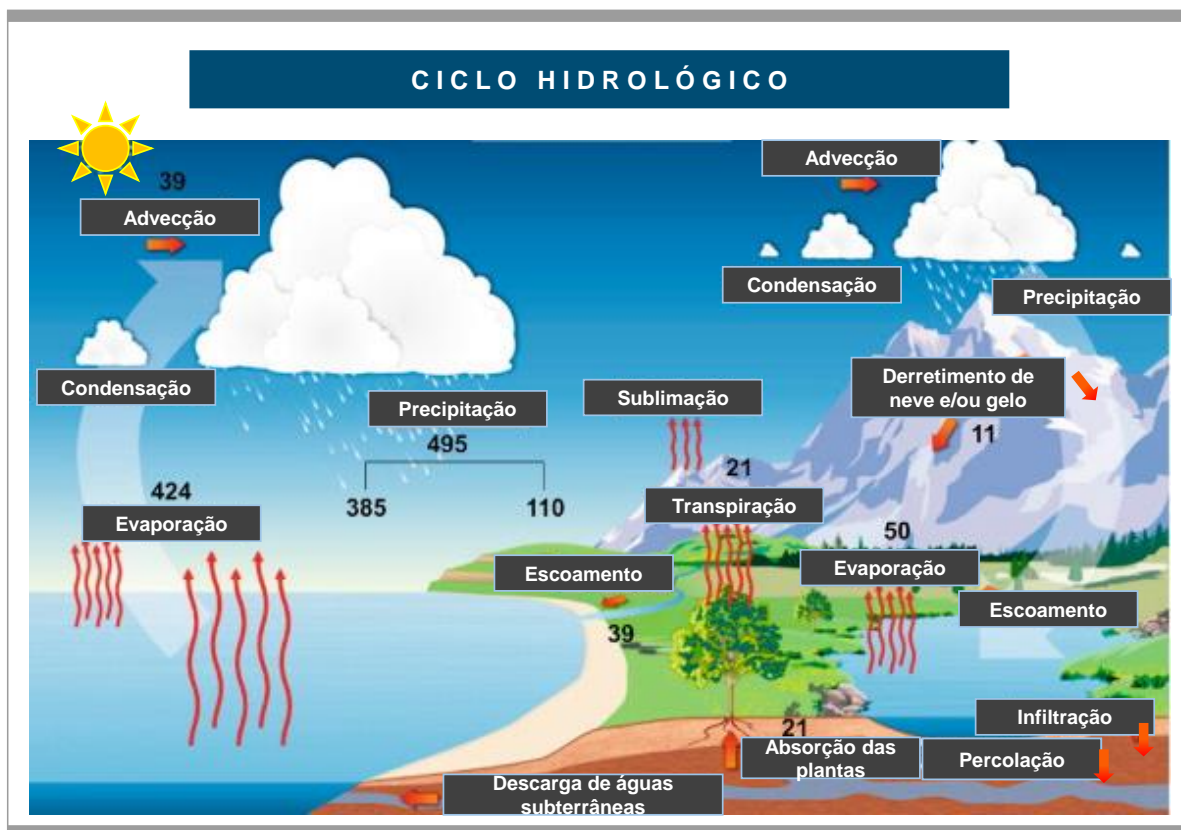 CICLO HIDROLÓGICO
Advecção
39
Advecção
Condensação
Precipitação
Condensação
Derretimento de
neve e/ou gelo
11
Precipitação
495
385
110
Sublimação
21
Transpiração
424
Evaporação
50
Evaporação
Escoamento
Escoamento
39
Infiltração
21
Absorção das
plantas
Percolação
Descarga de águas
subterrâneas